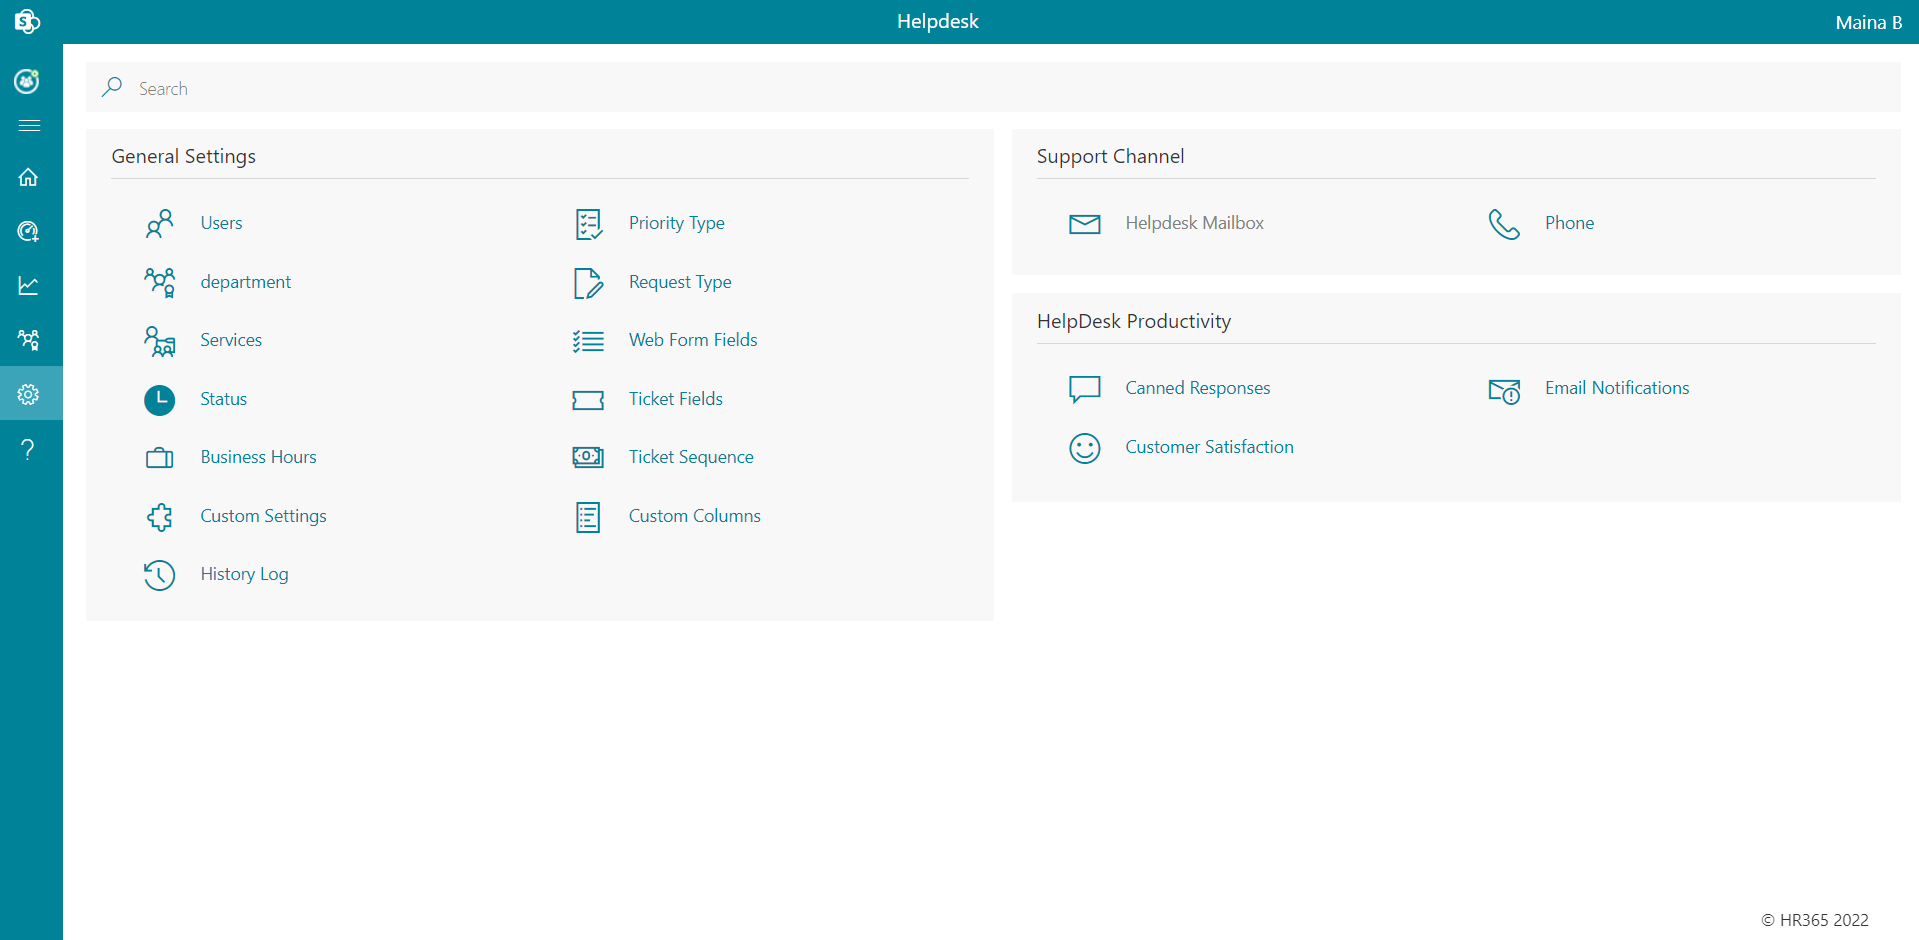 Helpdesk
Maina B
Search
General Settings
Users
department
Services
Status
Business Hours
Custom Settings
History Log
Priority Type
Request Type
Web Form Fields
Ticket Fields
Ticket Sequence
Custom Columns
Support Channel
Helpdesk Mailbox
Phone
HelpDesk Productivity
Canned Responses
Email Notifications
Customer Satisfaction
© HR365 2022